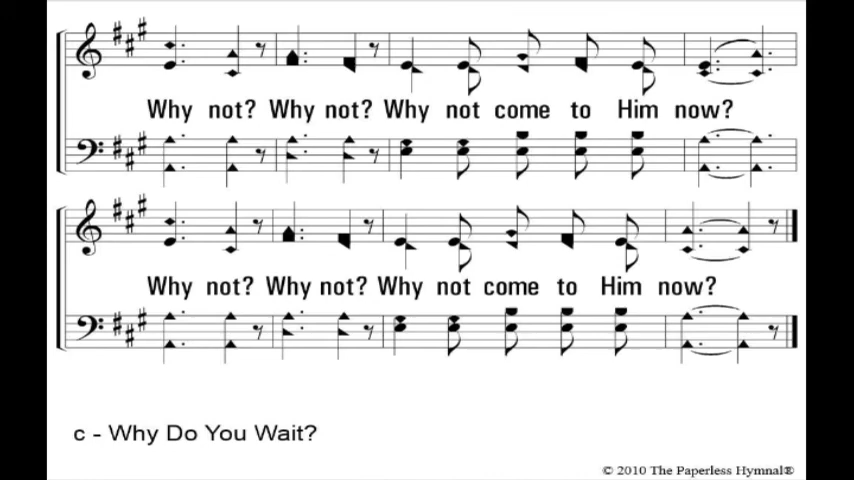 Why not? Why not? Why not come to Him now?
Why not? Why not? Why not come to Him now?
c - Why Do You Wait?
© 2010 The Paperless Hymnal®